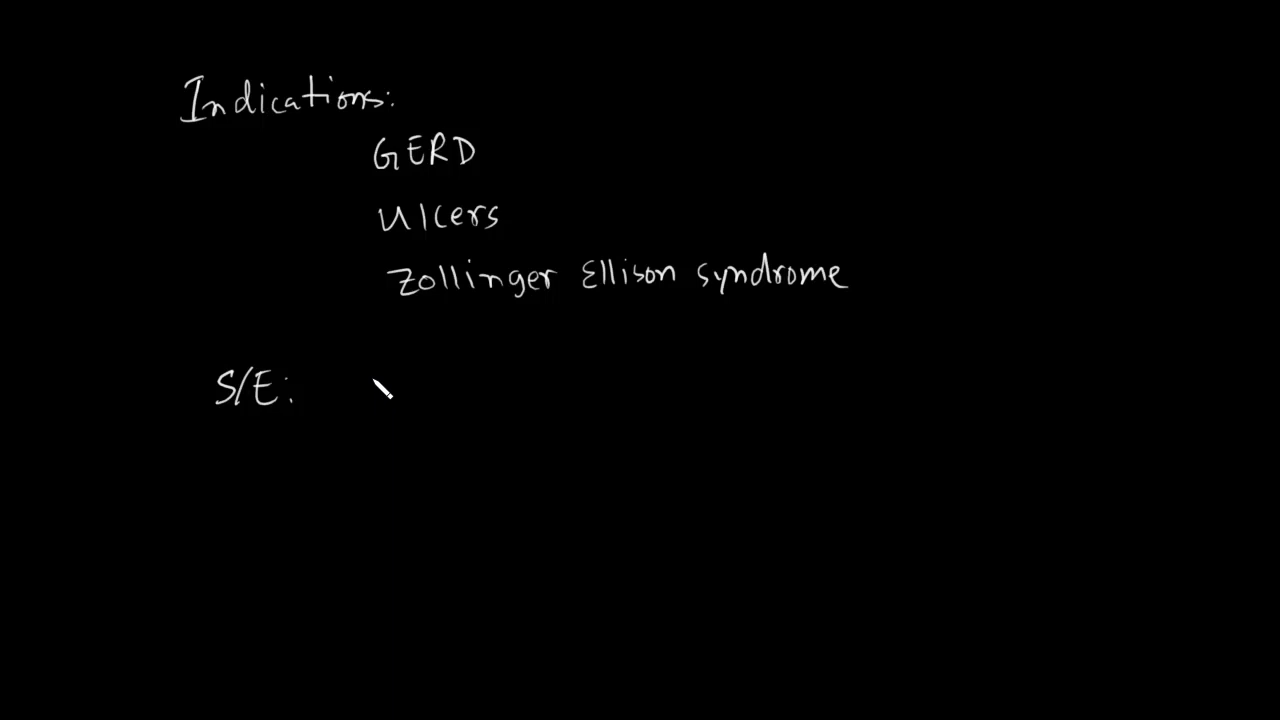 Indications:
GERD
Ulcers
Zollinger Ellison syndrome
S/E: